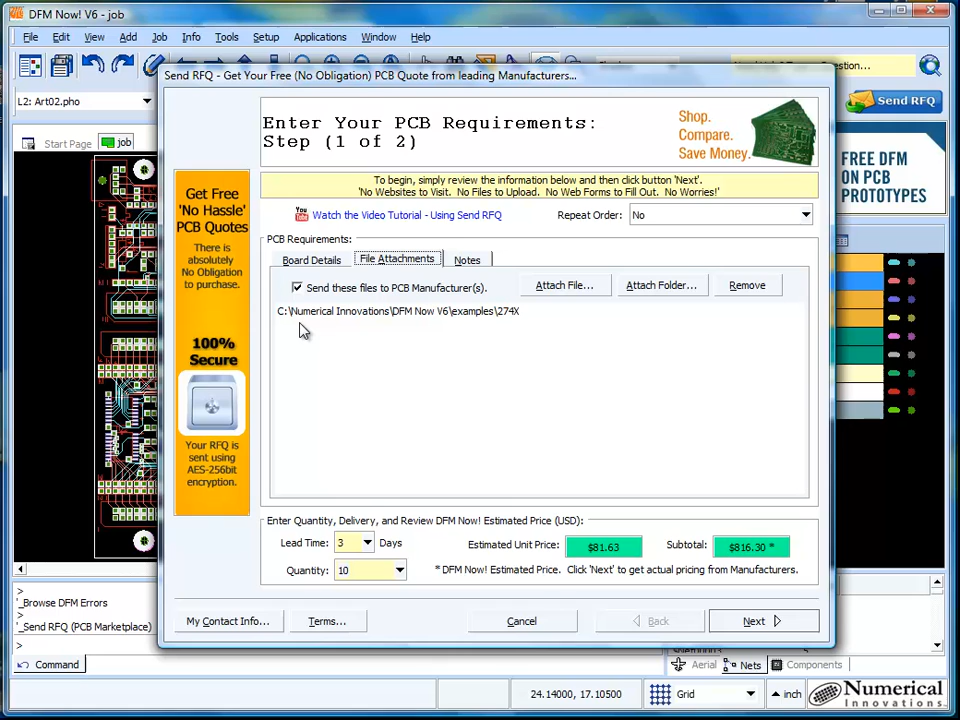 DFM Now! V6 - job
File Edit View Add Job Info Tools Setup Applications Window Help
L2: Art02.pho
Question...
Send RFQ
Start Page
job
Send RFQ - Get Your Free (No Obligation) PCB Quote from leading Manufacturers...
Enter Your PCB Requirements:
Step (1 of 2)
Shop.
Compare.
Save Money.
To begin, simply review the information below and then click button 'Next'.
'No Websites to Visit. No Files to Upload. No Web Forms to Fill Out. No Worries!'
Get Free
'No Hassle'
PCB Quotes
There is
absolutely
No Obligation
to purchase.
100%
Secure
Your RFQ is
sent using
AES-256bit
encryption.
You
Watch the Video Tutorial - Using Send RFQ
Repeat Order: No
PCB Requirements:
Board Details File Attachments Notes
Send these files to PCB Manufacturer(s).
Attach File... Attach Folder... Remove
C:\Numerical Innovations\DFM Now V6\examples\274X
Enter Quantity, Delivery, and Review DFM Now! Estimated Price (USD):
Lead Time: 3 Days
Estimated Unit Price: $81.63 Subtotal: $816.30 *
Quantity: 10
* DFM Now! Estimated Price. Click 'Next' to get actual pricing from Manufacturers.
My Contact Info... Terms... Cancel Back Next
FREE DFM
ON PCB
PROTOTYPES
>
'_Browse DFM Errors
>
'_Send RFQ (PCB Marketplace)
>
Command
Aerial Nets Components
24.14000, 17.10500
Grid
inch
Numerical
Innovations